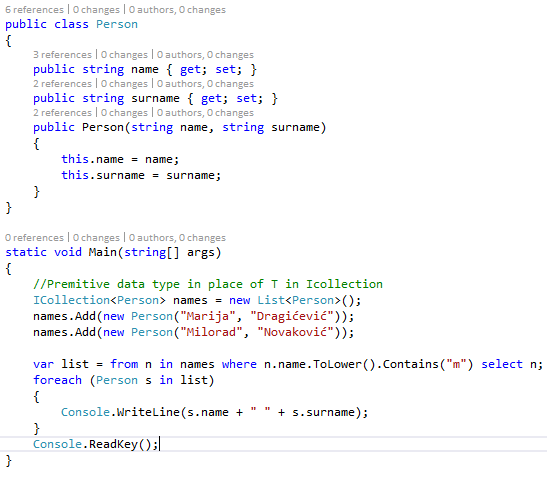 6 references | 0 changes | 0 authors, 0 changes
public class Person
{
3 references | 0 changes | 0 authors, 0 changes
public string name { get; set; }
2 references | 0 changes | 0 authors, 0 changes
public string surname { get; set; }
2 references | 0 changes | 0 authors, 0 changes
public Person(string name, string surname)
{
this.name = name;
this.surname = surname;
}
}
0 references | 0 changes | 0 authors, 0 changes
static void Main(string[] args)
{
//Premitive data type in place of T in Icollection
ICollection<Person> names = new List<Person>();
names.Add(new Person("Marija", "Dragićević"));
names.Add(new Person("Milorad", "Novaković"));
var list = from n in names where n.name.ToLower().Contains("m") select n;
foreach (Person s in list)
{
Console.WriteLine(s.name + " " + s.surname);
}
Console.ReadKey();
}